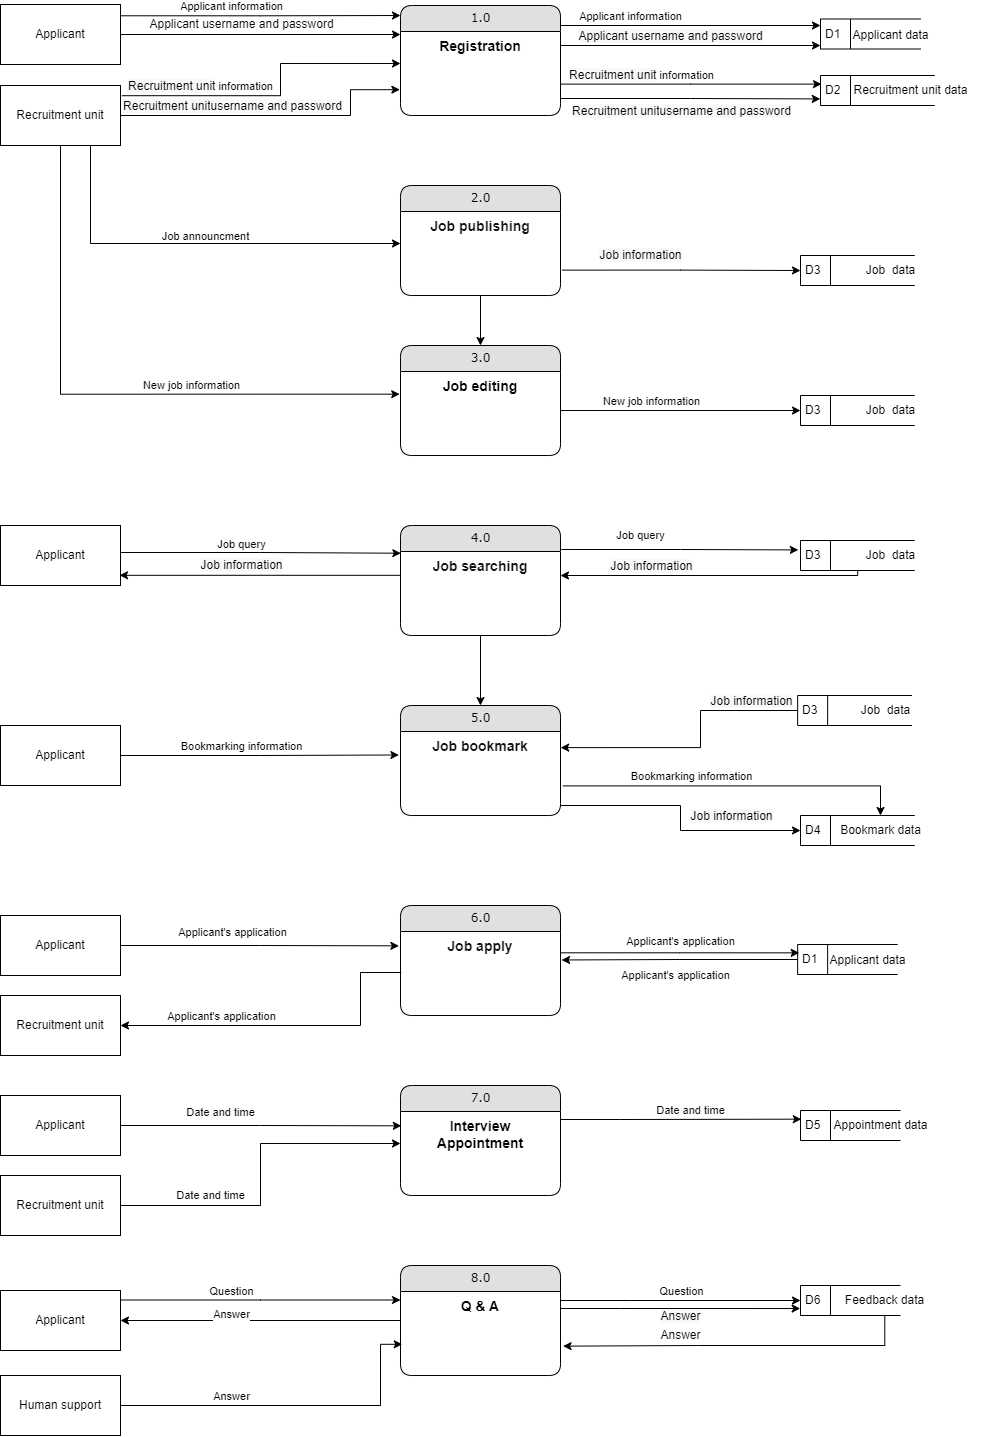 Applicant information
Applicant
Applicant username and password
1.0
Registration
Applicant information
Applicant username and password
D1
Applicant data
Recruitment unit information
Recruitment unitusername and password
Recruitment unit
Recruitment unit information
Recruitment unitusername and password
D2
Recruitment unit data
2.0
Job publishing
Job announcment
Job information
D3
Job data
3.0
Job editing
New job information
New job information
D3
Job data
Applicant
Job query
Job information
4.0
Job searching
Job query
Job information
D3
Job data
Applicant
Bookmarking information
5.0
Job bookmark
Job information
D3
Job data
Bookmarking information
Job information
D4
Bookmark data
Applicant
Applicant's application
6.0
Job apply
Applicant's application
Applicant's application
D1
Applicant data
Recruitment unit
Applicant's application
Applicant
Date and time
7.0
Interview
Appointment
Date and time
D5
Appointment data
Recruitment unit
Date and time
Applicant
Question
Answer
8.0
Q & A
Question
Answer
Answer
D6
Feedback data
Human support
Answer